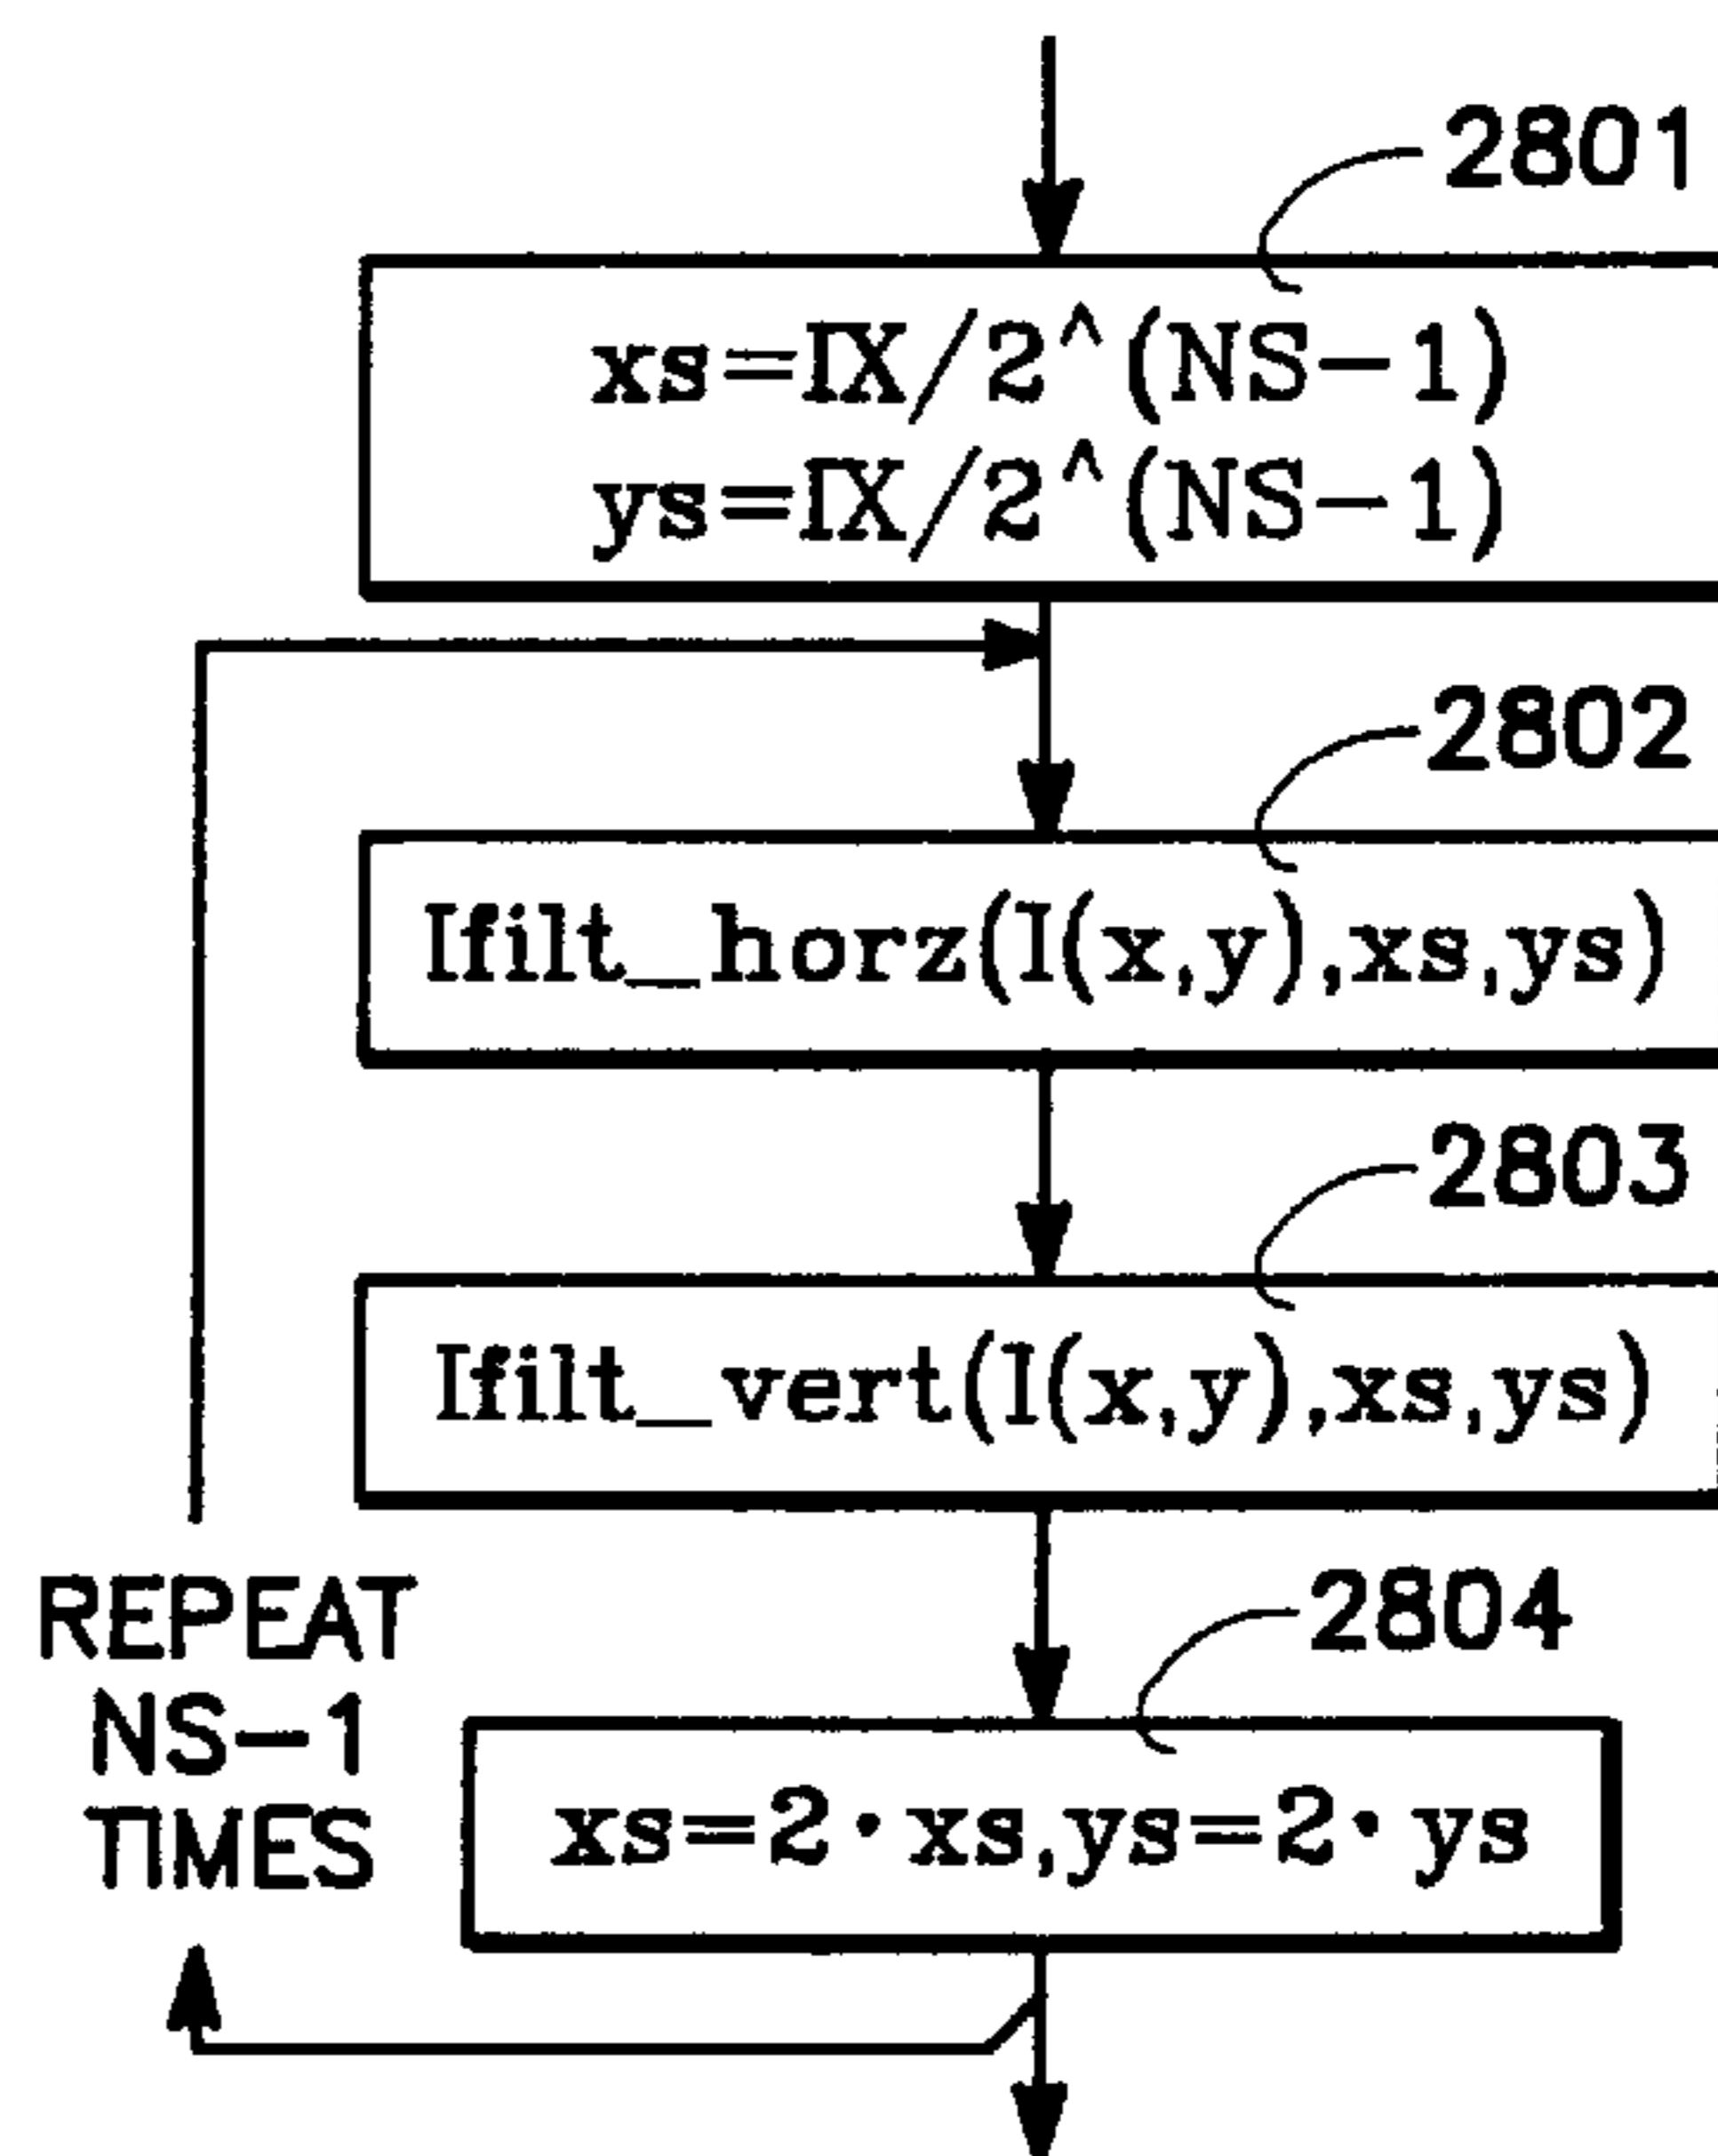 2801
xs=IX/2^(NS-1)
ys=IX/2^(NS-1)
2802
Ifilt_horz(I(x,y),xs,ys)
2803
Ifilt_vert(I(x,y),xs,ys)
2804
REPEAT
NS-1
TIMES
xs=2·xs,ys=2·ys